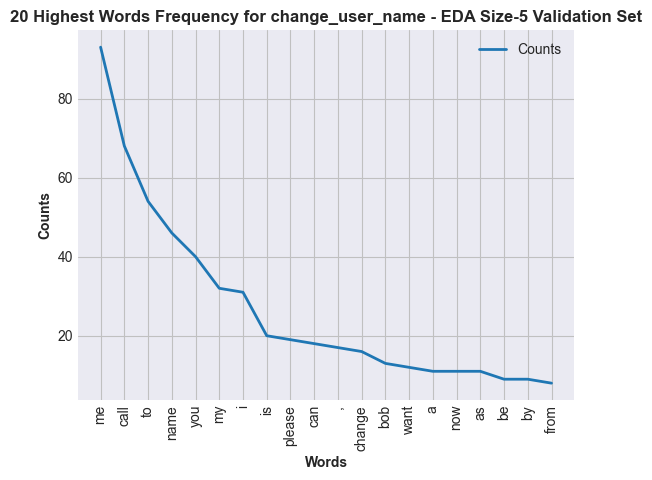 20 Highest Words Frequency for change_user_name - EDA Size-5 Validation Set
Counts
80
60
40
20
Counts
me
call
to
name
you
my
i
is
please
can
,
change
bob
want
a
now
as
be
by
from
Words